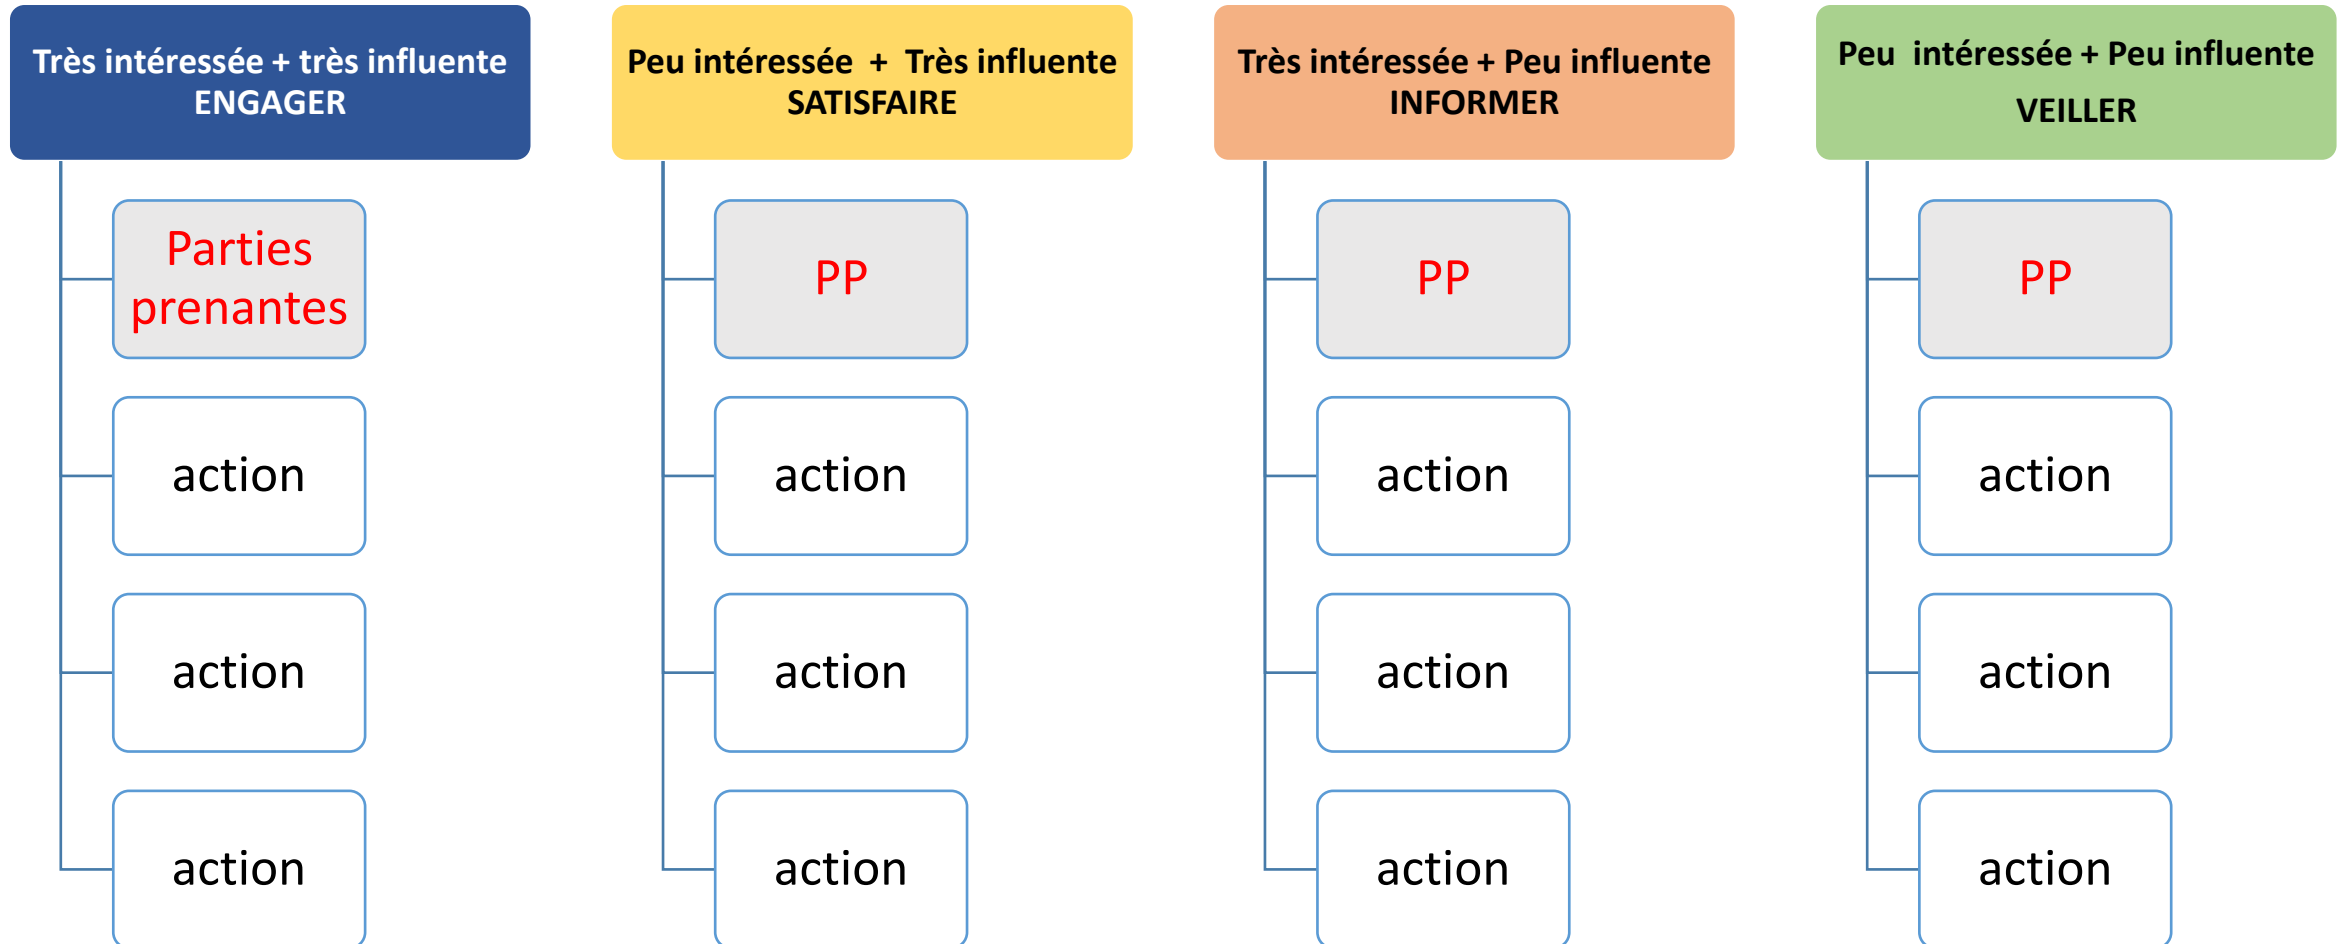 Très intéressée + très influente
ENGAGER
Parties
prenantes
action
action
action
Peu intéressée + Très influente
SATISFAIRE
PP
action
action
action
Très intéressée + Peu influente
INFORMER
PP
action
action
action
Peu intéressée + Peu influente
VEILLER
PP
action
action
action